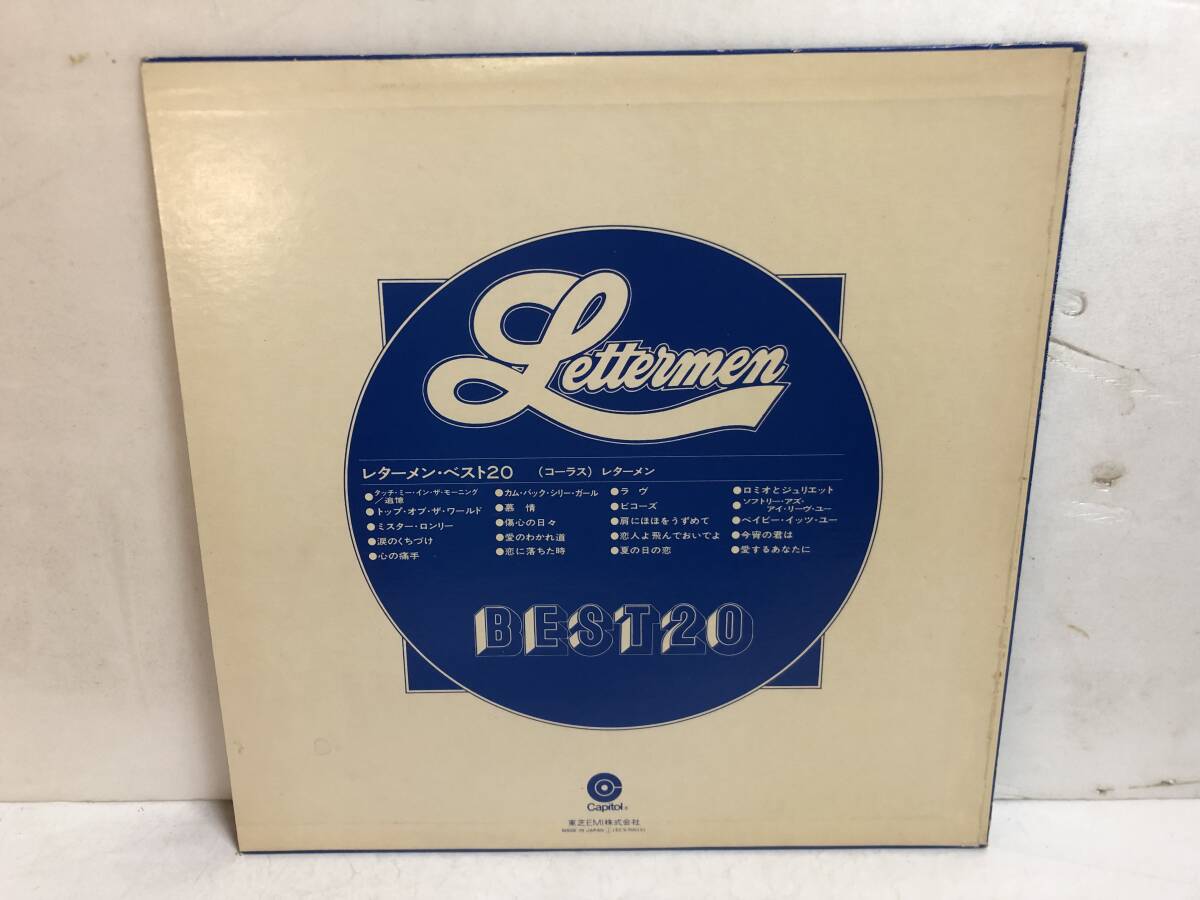 Lettermen
レターメン・ベスト20 (コーラス) レターメン
●タッチ・ミー・イン・ザ・モーニング
/追憶
●トップ・オブ・ザ・ワールド
●ミスター・ロンリー
●涙のくちづけ
●心の痛手
●カム・バック・シリー・ガール
●慕情
●傷心の日々
●愛のわかれ道
●恋に落ちた時
●ラヴ
●ビコーズ
●肩にほほをうずめて
●恋人よ飛んでおいでよ
●夏の日の恋
●ロミオとジュリエット
●ソフトリー・アズ・
アイ・リーヴ・ユー
●ベイビー・イッツ・ユー
●今宵の君は
●愛するあなたに
BEST20
Capitol®
東芝EMI株式会社
MADE IN JAPAN